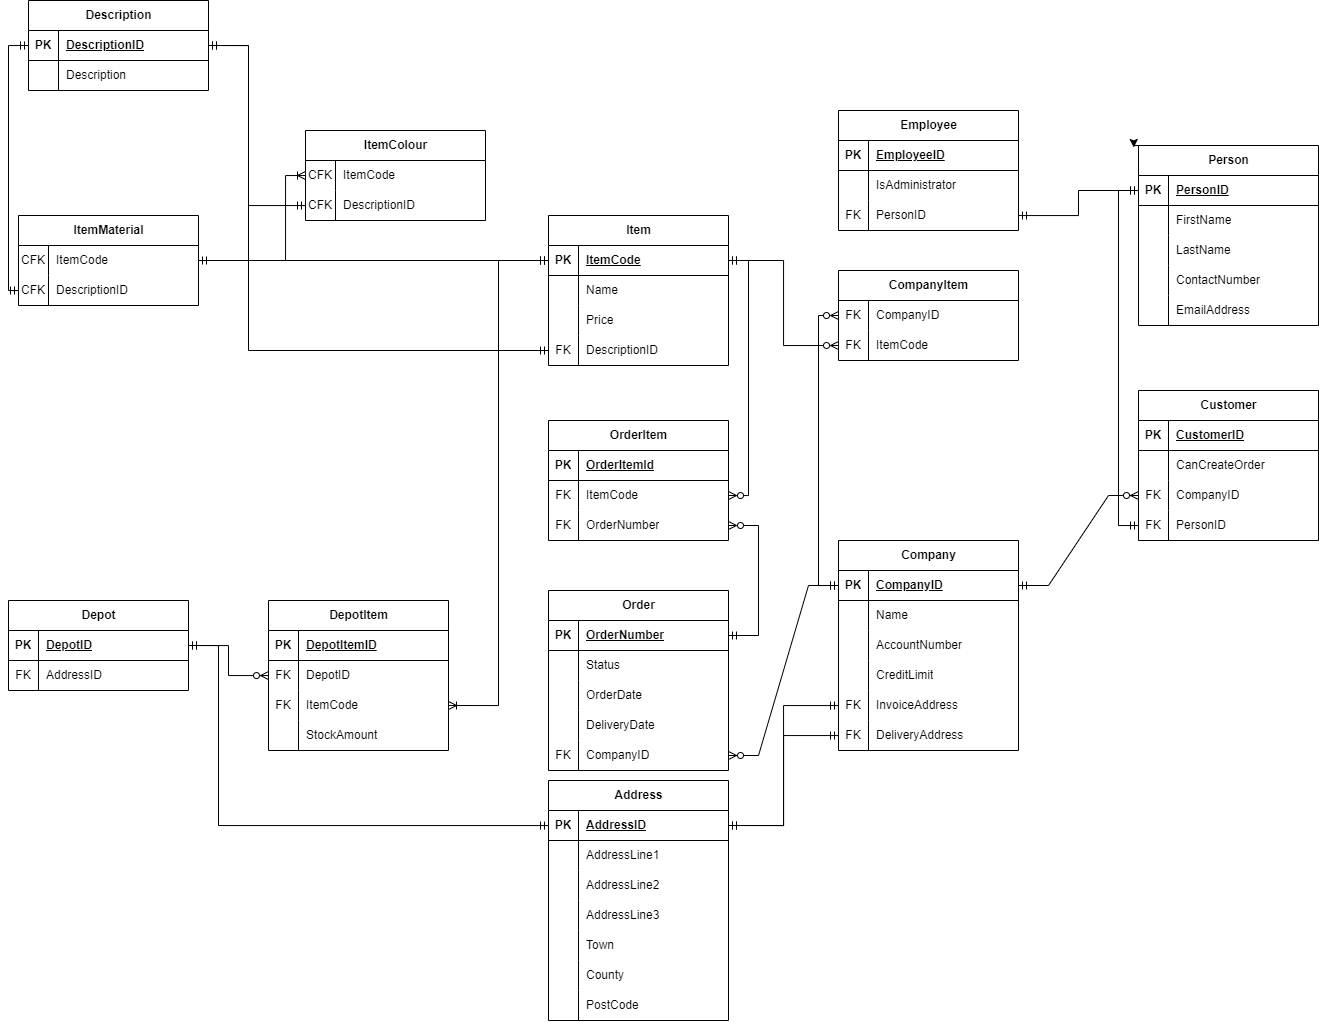 Description
PK DescriptionID
Description
ItemColour
CFK ItemCode
CFK DescriptionID
ItemMaterial
CFK ItemCode
CFK DescriptionID
Item
PK ItemCode
Name
Price
FK DescriptionID
Employee
PK EmployeeID
IsAdministrator
FK PersonID
Person
PK PersonID
FirstName
LastName
ContactNumber
EmailAddress
CompanyItem
FK CompanyID
FK ItemCode
Customer
PK CustomerID
CanCreateOrder
FK CompanyID
FK PersonID
OrderItem
PK OrderItemId
FK ItemCode
FK OrderNumber
Company
PK CompanyID
Name
AccountNumber
CreditLimit
FK InvoiceAddress
FK DeliveryAddress
Depot
PK DepotID
FK AddressID
DepotItem
PK DepotItemID
FK DepotID
FK ItemCode
StockAmount
Order
PK OrderNumber
Status
OrderDate
DeliveryDate
FK CompanyID
Address
PK AddressID
AddressLine1
AddressLine2
AddressLine3
Town
County
PostCode